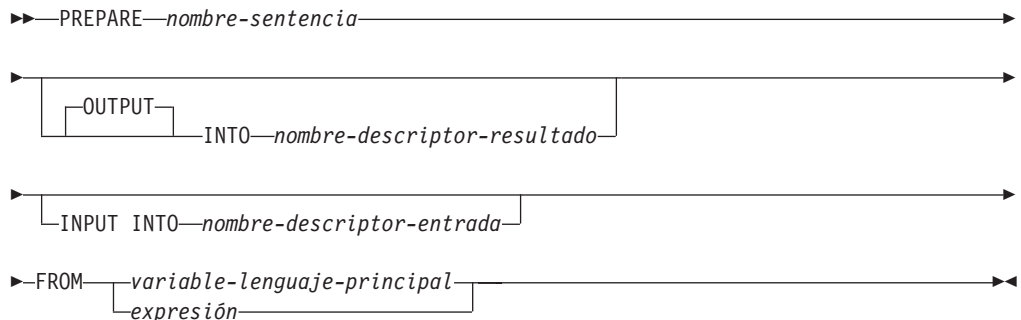 PREPARE nombre-sentencia
OUTPUT
INTO nombre-descriptor-resultado
INPUT INTO nombre-descriptor-entrada
FROM variable-lenguaje-principal
expresión